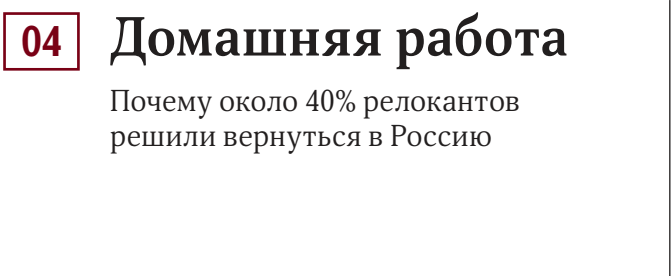 04
Домашняя работа
Почему около 40% релокантов
решили вернуться в Россию